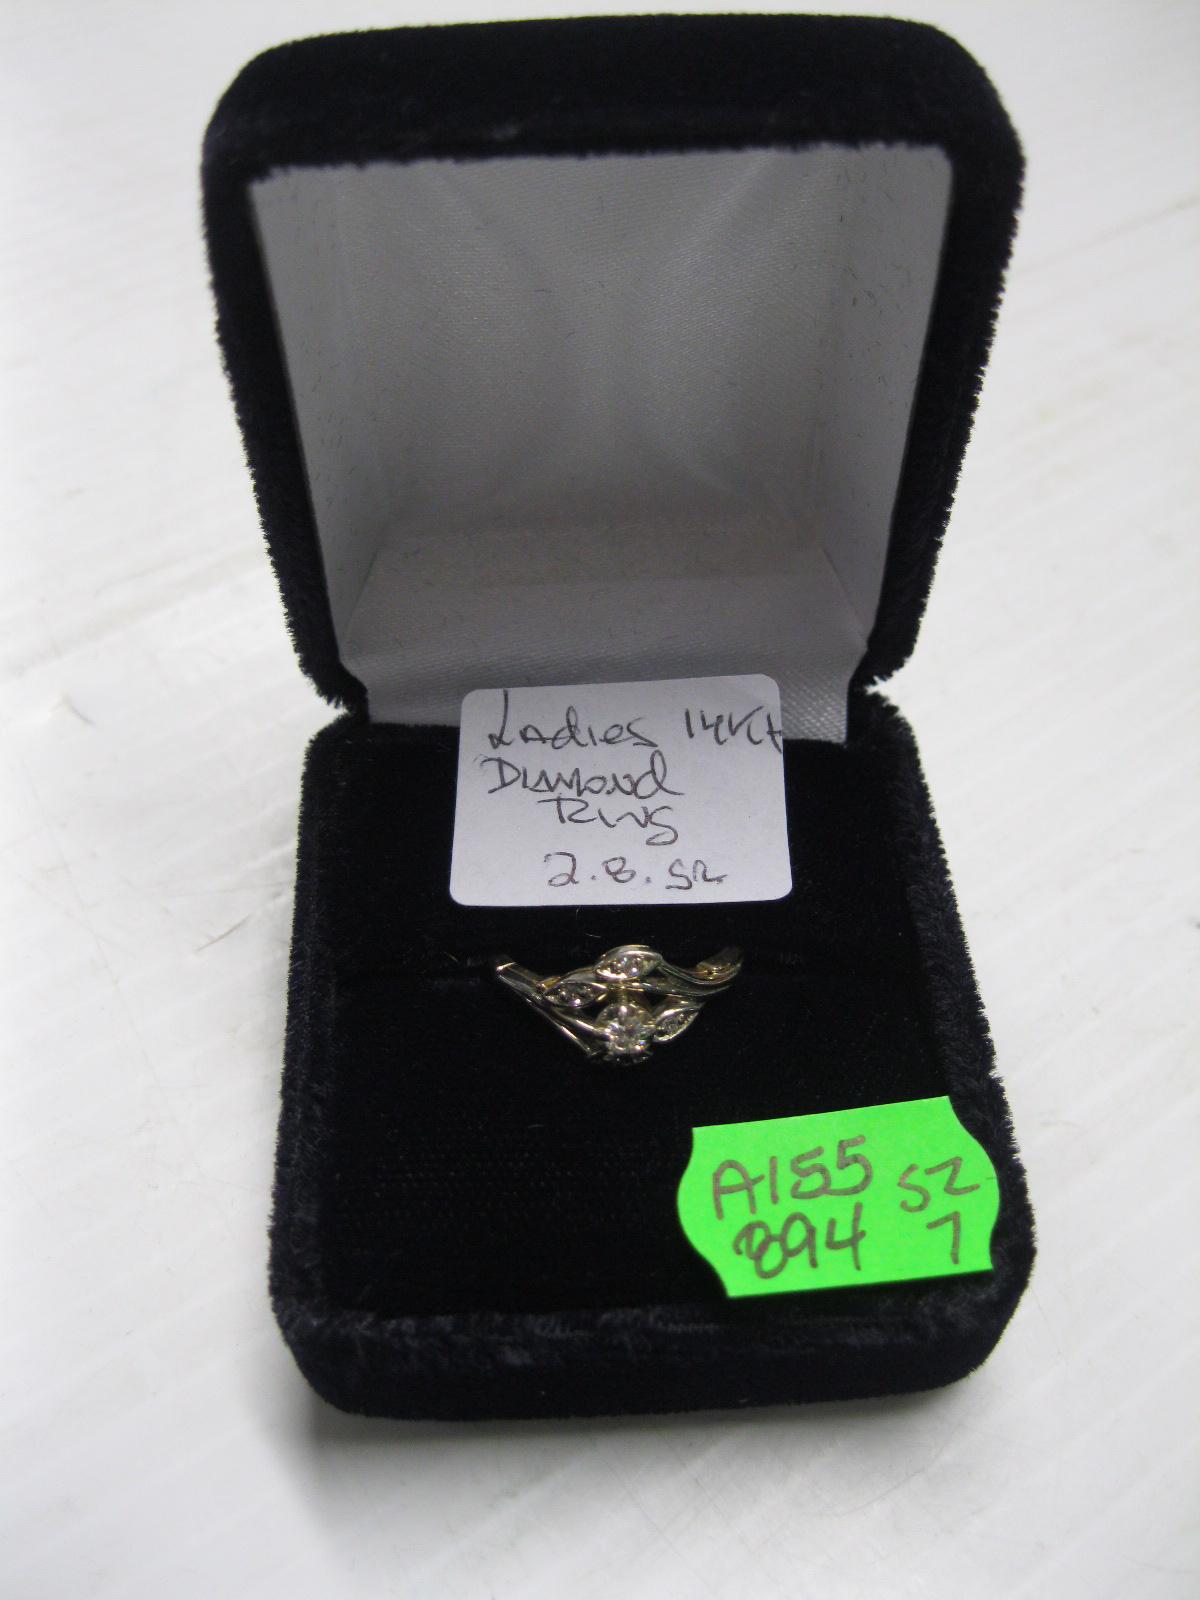 Ladies 14Kt
Diamond
Ring
2.8. gr
A155 SZ
894 7